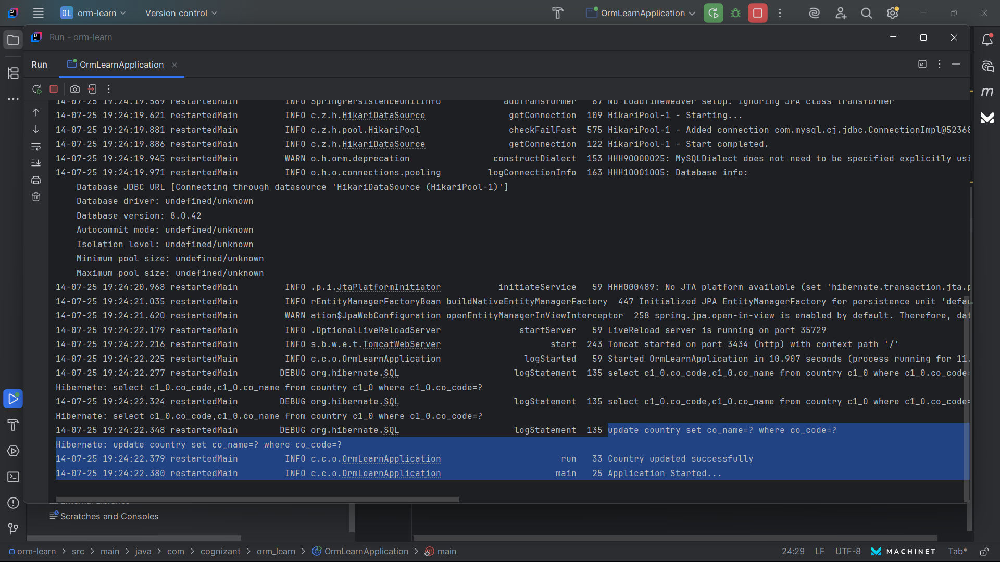 OL orm-learn Version control OrmLearnApplication
Run - orm-learn
Run OrmLearnApplication
14-07-25 19:24:19.569 restartedMain INFO SpringPersistenceUnitInfo addTransformer 87 No LoadTimeWeaver setup: ignoring JPA class transformer
14-07-25 19:24:19.621 restartedMain INFO c.z.h.HikariDataSource getConnection 109 HikariPool-1 - Starting...
14-07-25 19:24:19.881 restartedMain INFO c.z.h.pool.HikariPool checkFailFast 575 HikariPool-1 - Added connection com.mysql.cj.jdbc.ConnectionImpl@52368
14-07-25 19:24:19.886 restartedMain INFO c.z.h.HikariDataSource getConnection 122 HikariPool-1 - Start completed.
14-07-25 19:24:19.945 restartedMain WARN o.h.orm.deprecation constructDialect 153 HHH90000025: MySQLDialect does not need to be specified explicitly usi
14-07-25 19:24:19.971 restartedMain INFO o.h.o.connections.pooling logConnectionInfo 163 HHH10001005: Database info:
Database JDBC URL [Connecting through datasource 'HikariDataSource (HikariPool-1)']
Database driver: undefined/unknown
Database version: 8.0.42
Autocommit mode: undefined/unknown
Isolation level: undefined/unknown
Minimum pool size: undefined/unknown
Maximum pool size: undefined/unknown
14-07-25 19:24:20.968 restartedMain INFO .p.i.JtaPlatformInitiator initiateService 59 HHH000489: No JTA platform available (set 'hibernate.transaction.jta.p
14-07-25 19:24:21.035 restartedMain INFO rEntityManagerFactoryBean buildNativeEntityManagerFactory 447 Initialized JPA EntityManagerFactory for persistence unit 'defau
14-07-25 19:24:21.620 restartedMain WARN ation$JpaWebConfiguration openEntityManagerInViewInterceptor 258 spring.jpa.open-in-view is enabled by default. Therefore, dat
14-07-25 19:24:22.179 restartedMain INFO .OptionalLiveReloadServer startServer 59 LiveReload server is running on port 35729
14-07-25 19:24:22.216 restartedMain INFO s.b.w.e.t.TomcatWebServer start 243 Tomcat started on port 3434 (http) with context path '/'
14-07-25 19:24:22.225 restartedMain INFO c.c.o.OrmLearnApplication logStarted 59 Started OrmLearnApplication in 10.907 seconds (process running for 11.
14-07-25 19:24:22.277 restartedMain DEBUG org.hibernate.SQL logStatement 135 select c1_0.co_code,c1_0.co_name from country c1_0 where c1_0.co_code=
Hibernate: select c1_0.co_code,c1_0.co_name from country c1_0 where c1_0.co_code=?
14-07-25 19:24:22.324 restartedMain DEBUG org.hibernate.SQL logStatement 135 select c1_0.co_code,c1_0.co_name from country c1_0 where c1_0.co_code=
Hibernate: select c1_0.co_code,c1_0.co_name from country c1_0 where c1_0.co_code=?
14-07-25 19:24:22.348 restartedMain DEBUG org.hibernate.SQL logStatement 135 update country set co_name=? where co_code=?
Hibernate: update country set co_name=? where co_code=?
14-07-25 19:24:22.379 restartedMain INFO c.c.o.OrmLearnApplication run 33 Country updated successfully
14-07-25 19:24:22.380 restartedMain INFO c.c.o.OrmLearnApplication main 25 Application Started...
Scratches and Consoles
orm-learn > src > main > java > com > cognizant > orm_learn > OrmLearnApplication > main 24:29 LF UTF-8 MACHINET Tab*